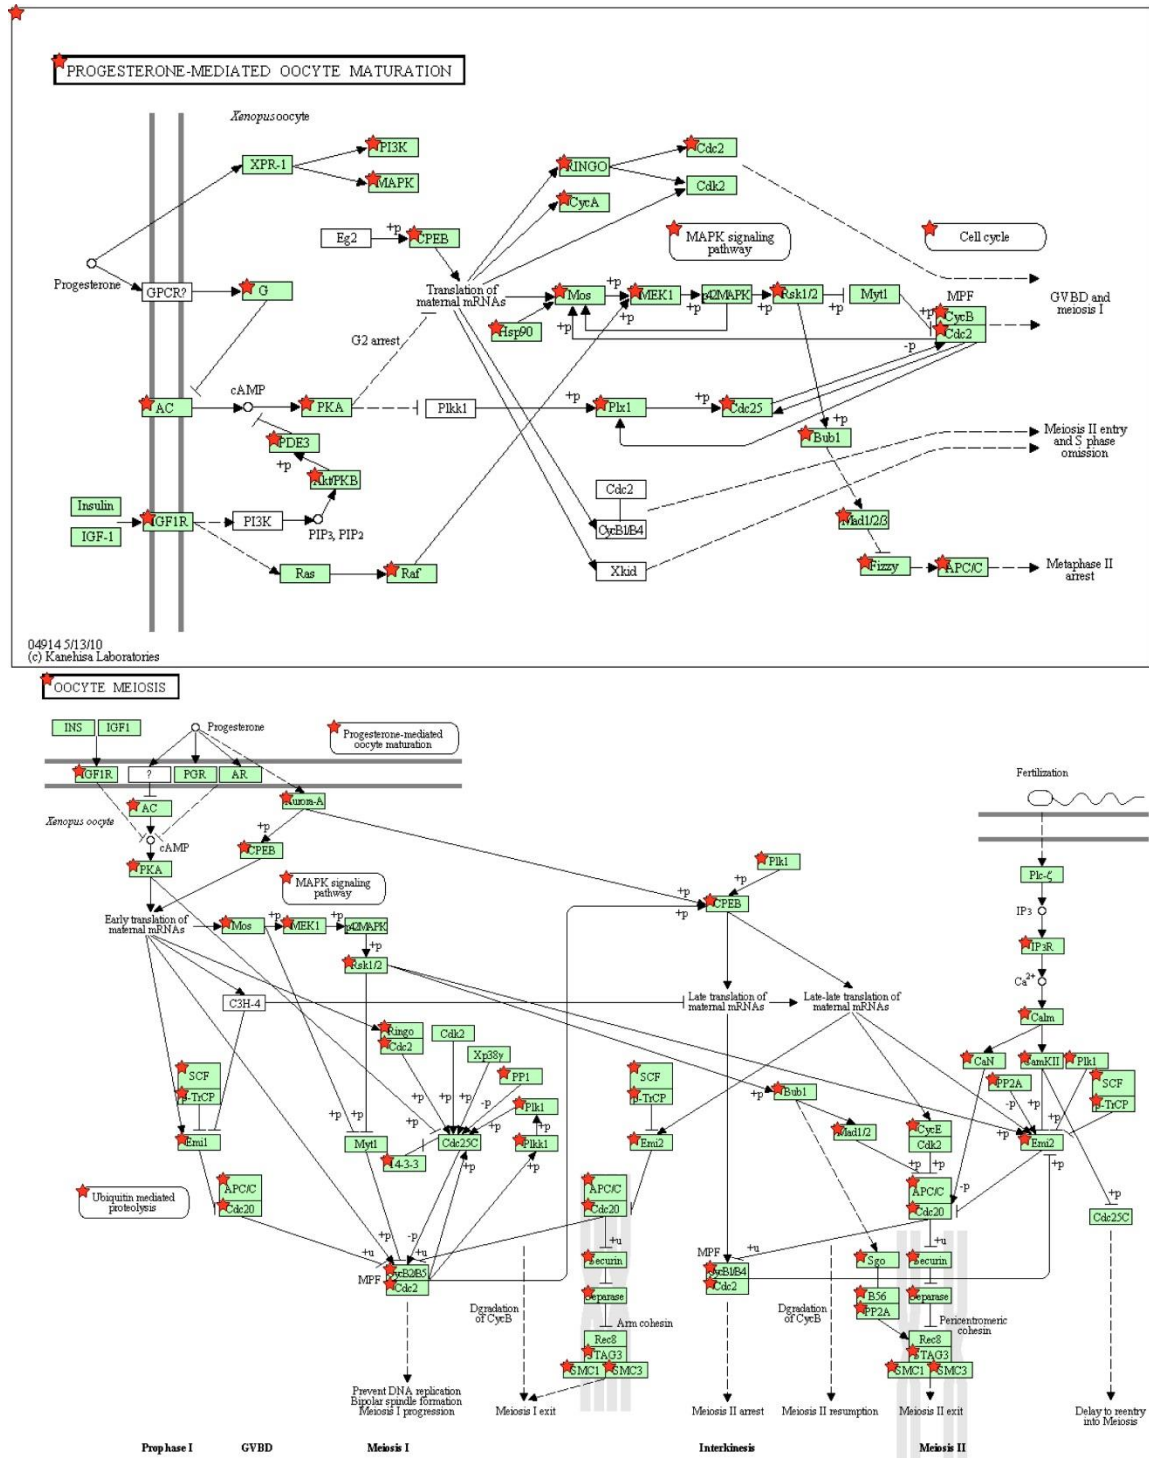 PROGESTERONE-MEDIATED OOCYTE MATURATION
Xenopus oocyte
XPR-1
PI3K
MAPK
RINGO
Cdc2
CycA
Cdk2
Eg2
+p
CPEB
MAPK signaling
pathway
Cell cycle
Progesterone
GPCR?
G
Translation of
maternal mRNAs
Mos
+p
MEK1
+p
p42MAPK
+p
Rsk1/2
+p
Myt1
+p
MPF
CycB
Cdc2
GVBD and
meiosis I
Hsp90
+p
+p
-p
G2 arrest
AC
cAMP
PKA
Plkk1
+p
Plx1
+p
Cdc25
+p
Bub1
Meiosis II entry
and S phase
omission
PDE3
+p
Akt/PKB
Insulin
IGF-1
IGF1R
PI3K
PIP3, PIP2
Cdc2
CycB1/B4
Mad1/2/3
Ras
Raf
Xkid
Fizzy
APC/C
Metaphase II
arrest
04914 5/13/10
(c) Kanehisa Laboratories
OOCYTE MEIOSIS
INS
IGF1
Progesterone
Progesterone-mediated
oocyte maturation
IGF1R
?
PGR
AR
Fertilization
AC
Aurora-A
Xenopus oocyte
cAMP
+p
CPEB
PKA
Plk1
+p
Plc-ζ
MAPK signaling
pathway
+p
CPEB
+p
IP3
Early translation of
maternal mRNAs
Mos
+p
MEK1
+p
p42MAPK
+p
Rsk1/2
IP3R
Ca2+
C3H-4
Late translation of
maternal mRNAs
Late-late translation of
maternal mRNAs
Calm
Ringo
Cdc2
Cdk2
Xp38γ
PP1
SCF
β-TrCP
SCF
β-TrCP
CaN
CamKII
Plk1
PP2A
SCF
β-TrCP
+p
+p
+p
+p
+p
+p
-p
+p
Plk1
+p
Bub1
-p
+p
+p
+p
Emi1
Myt1
Cdc25C
Plkk1
14-3-3
Emi2
Mad1/2
CycE
Cdk2
+p
Emi2
+p
+p
+p
Ubiquitin mediated
proteolysis
APC/C
Cdc20
APC/C
Cdc20
APC/C
Cdc20
-p
+p
Cdc25C
+p
-p
+u
+u
+u
MPF
CycB2/B5
Cdc2
Securin
MPF
+u
CycB1/B4
Cdc2
Sgo
+u
Securin
Separase
B56
PP2A
Separase
Dgradation
of CycB
Arm cohesin
Dgradation
of CycB
Pericentromeric
cohesin
Rec8
STAG3
SMC1
SMC3
Rec8
STAG3
SMC1
SMC3
Prevent DNA replication
Bipolar spindle formation
Meiosis I progression
Meiosis I exit
Meiosis II arrest
Meiosis II resumption
Meiosis II exit
Delay to reentry
into Meiosis
Prophase I
GVBD
Meiosis I
Interkinesis
Meiosis II